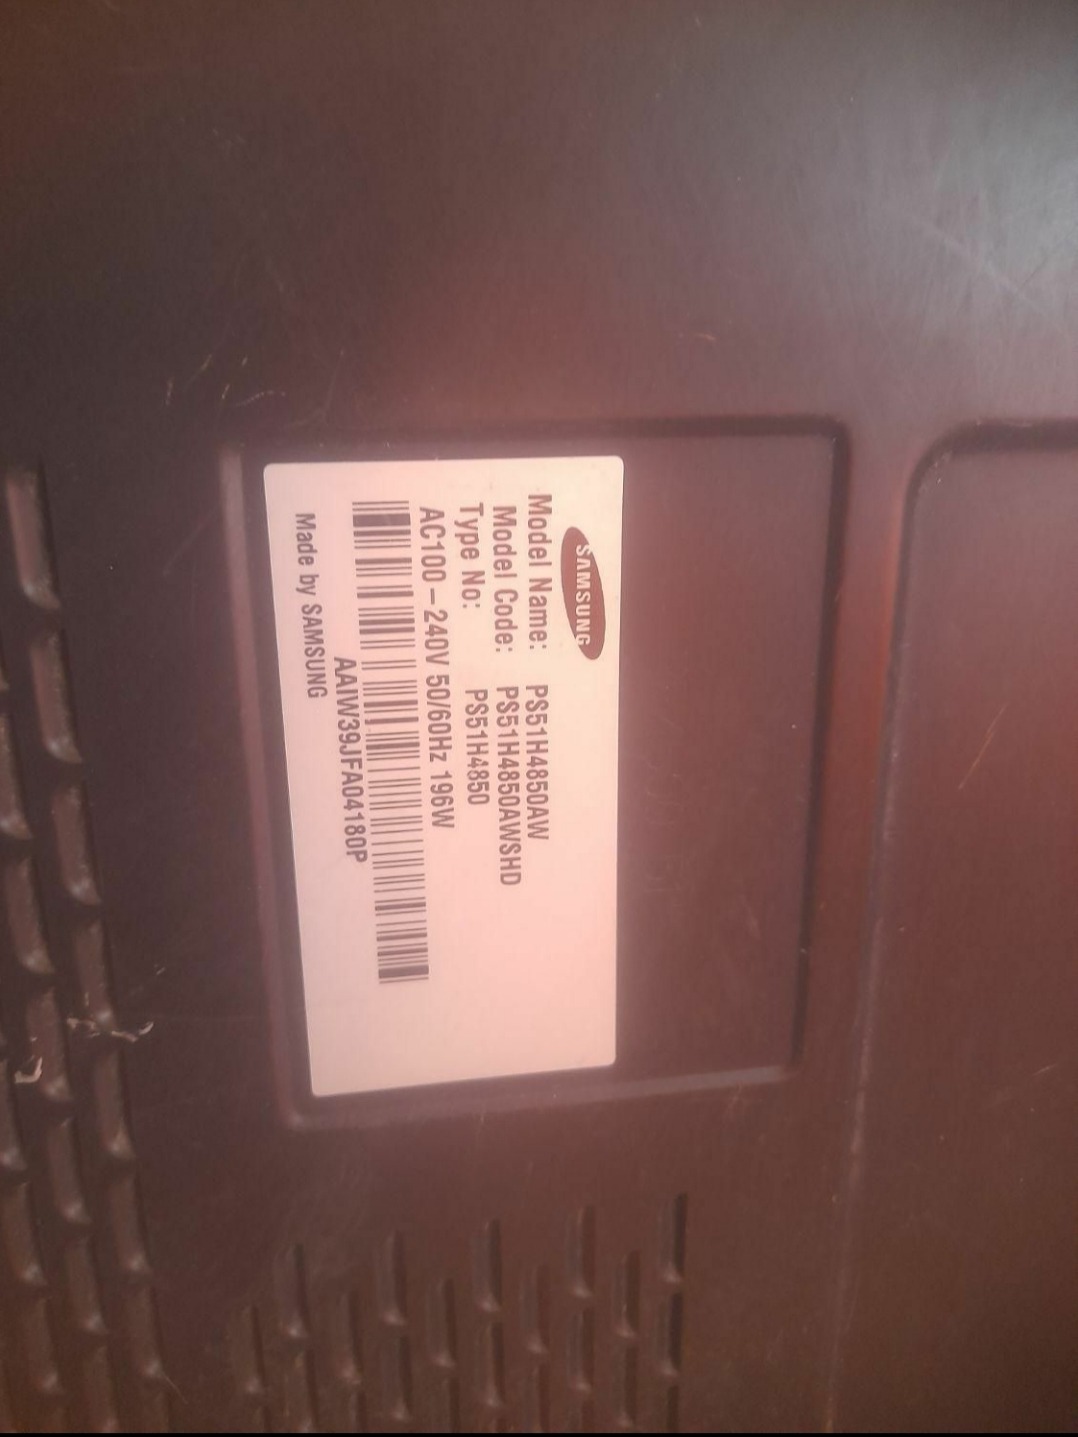 SAMSUNG
Model Name: PS51H4850AW
Model Code: PS51H4850AWSHD
Type No: PS51H4850
AC100-240V 50/60Hz 196W
AAIW39JFA04180P
Made by SAMSUNG